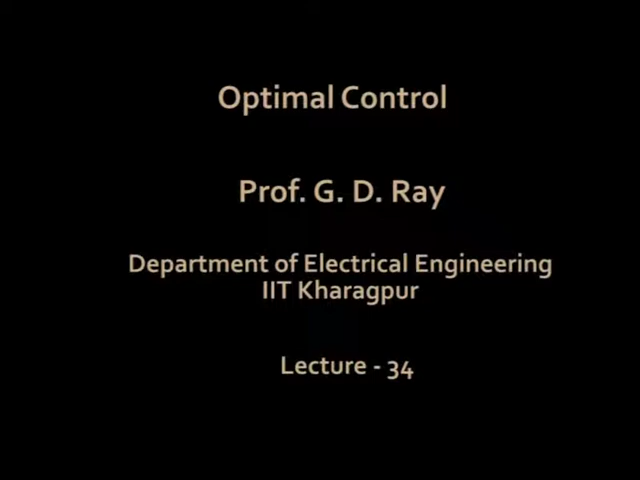 Optimal Control
Prof. G. D. Ray
Department of Electrical Engineering
IIT Kharagpur
Lecture - 34